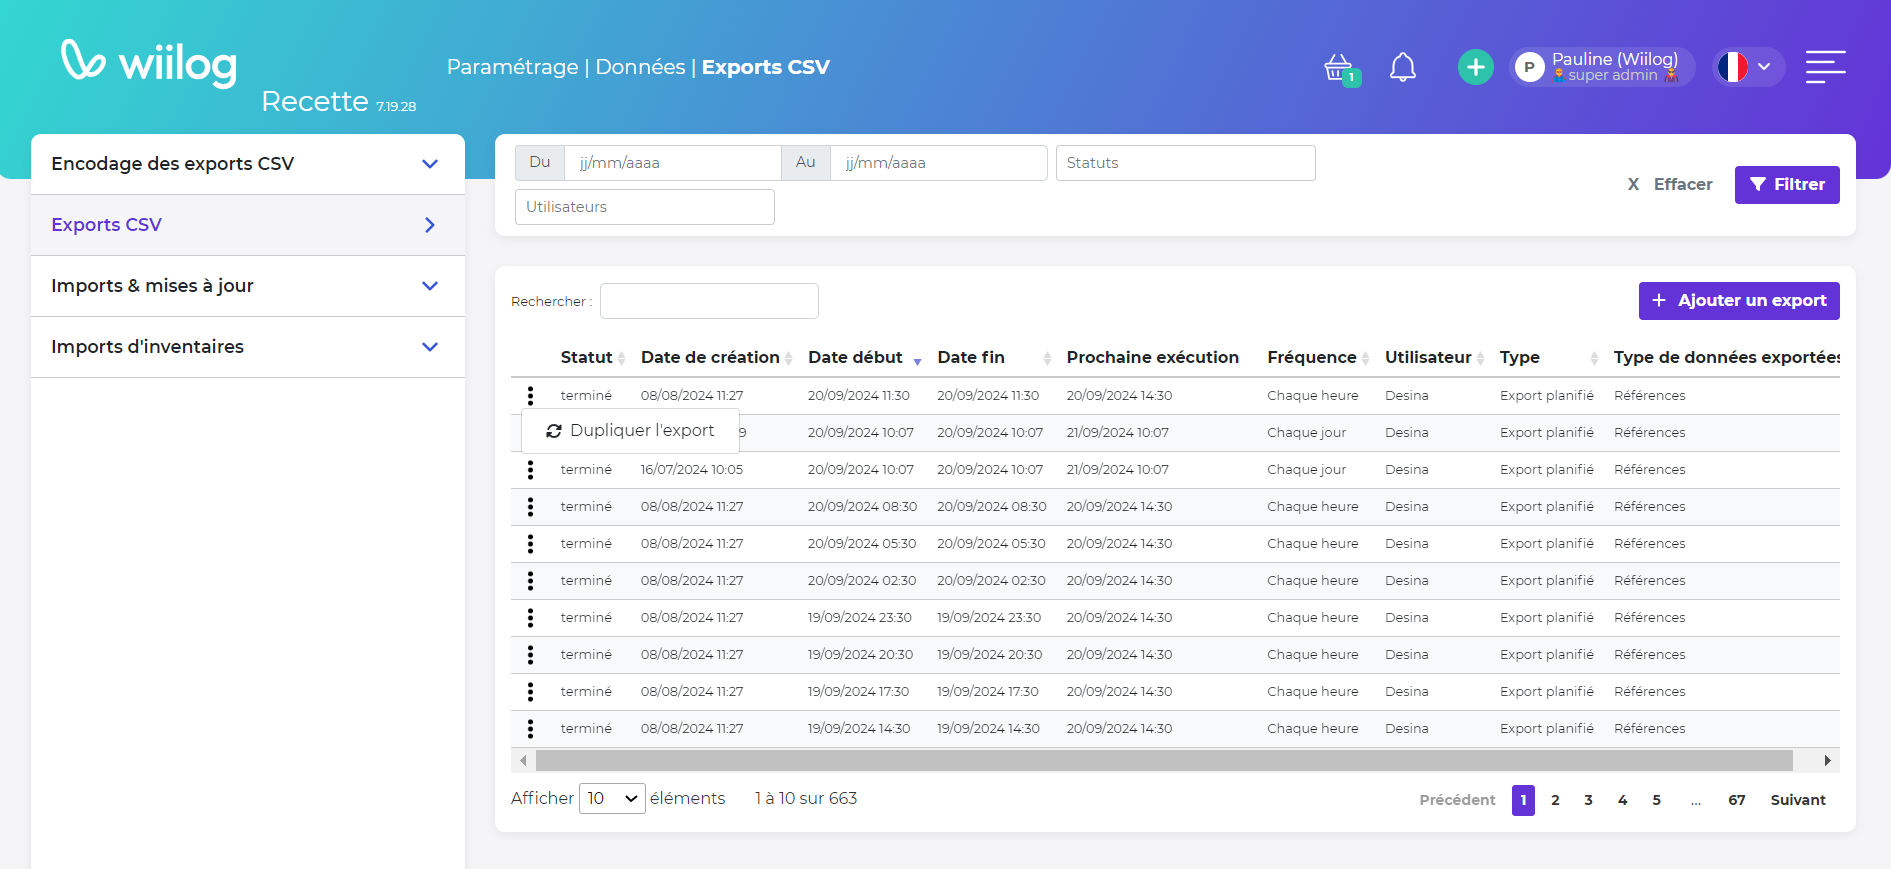 wiilog
Recette 7.19.28
Paramétrage | Données | Exports CSV
1
P
Pauline (Wiilog)
super admin
Encodage des exports CSV
Exports CSV
Imports & mises à jour
Imports d'inventaires
Du jj/mm/aaaa Au jj/mm/aaaa Statuts
Utilisateurs
X Effacer
Filtrer
Rechercher :
Ajouter un export
Statut Date de création Date début Date fin Prochaine exécution Fréquence Utilisateur Type Type de données exportées
terminé 08/08/2024 11:27 20/09/2024 11:30 20/09/2024 11:30 20/09/2024 14:30 Chaque heure Desina Export planifié Références
Dupliquer l'export
9 20/09/2024 10:07 20/09/2024 10:07 21/09/2024 10:07 Chaque jour Desina Export planifié Références
terminé 16/07/2024 10:05 20/09/2024 10:07 20/09/2024 10:07 21/09/2024 10:07 Chaque jour Desina Export planifié Références
terminé 08/08/2024 11:27 20/09/2024 08:30 20/09/2024 08:30 20/09/2024 14:30 Chaque heure Desina Export planifié Références
terminé 08/08/2024 11:27 20/09/2024 05:30 20/09/2024 05:30 20/09/2024 14:30 Chaque heure Desina Export planifié Références
terminé 08/08/2024 11:27 20/09/2024 02:30 20/09/2024 02:30 20/09/2024 14:30 Chaque heure Desina Export planifié Références
terminé 08/08/2024 11:27 19/09/2024 23:30 19/09/2024 23:30 20/09/2024 14:30 Chaque heure Desina Export planifié Références
terminé 08/08/2024 11:27 19/09/2024 20:30 19/09/2024 20:30 20/09/2024 14:30 Chaque heure Desina Export planifié Références
terminé 08/08/2024 11:27 19/09/2024 17:30 19/09/2024 17:30 20/09/2024 14:30 Chaque heure Desina Export planifié Références
terminé 08/08/2024 11:27 19/09/2024 14:30 19/09/2024 14:30 20/09/2024 14:30 Chaque heure Desina Export planifié Références
Afficher 10 éléments 1 à 10 sur 663
Précédent 1 2 3 4 5 ... 67 Suivant